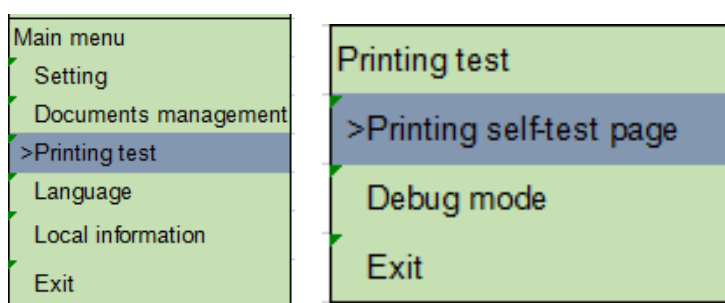 Main menu
Setting
Documents management
>Printing test
Language
Local information
Exit
Printing test
>Printing self-test page
Debug mode
Exit